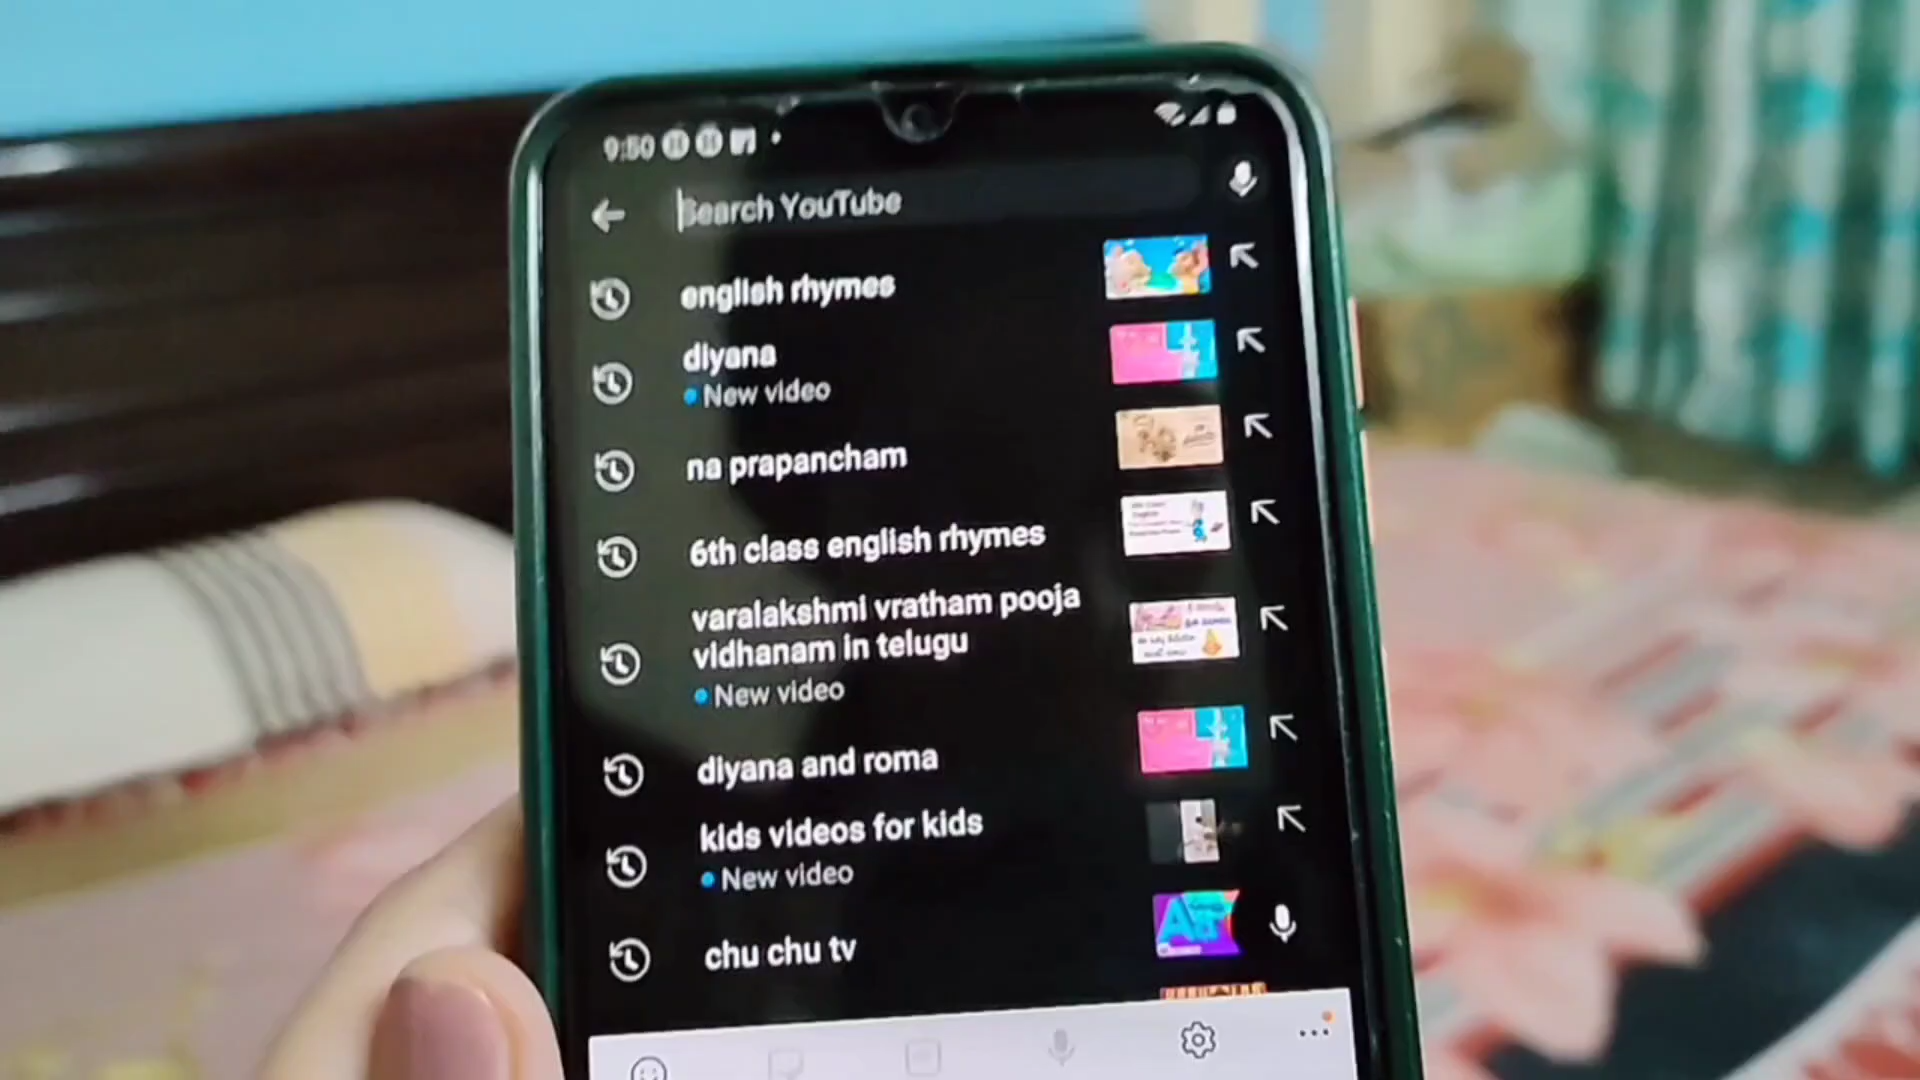 9:50
Search YouTube
english rhymes
diyana
New video
na prapancham
6th class english rhymes
varalakshmi vratham pooja
vidhanam in telugu
New video
diyana and roma
kids videos for kids
New video
chu chu tv